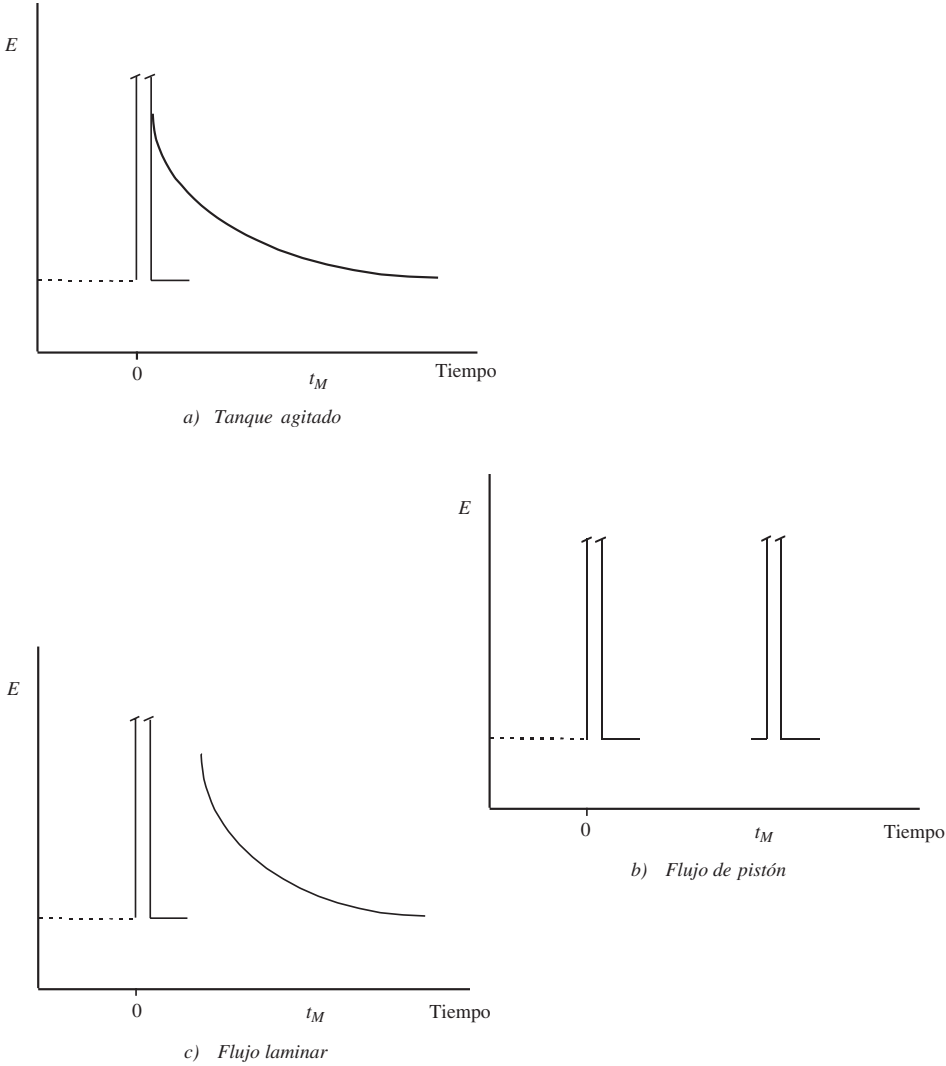 E
0
t_M
Tiempo
a) Tanque agitado
E
0
t_M
Tiempo
b) Flujo de pistón
E
0
t_M
Tiempo
c) Flujo laminar